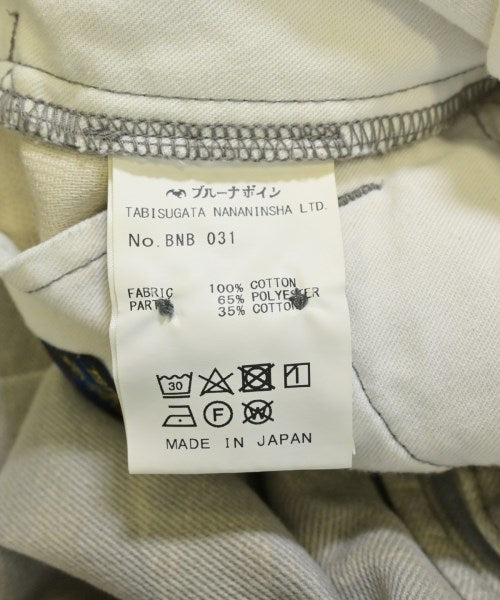 ブルーナボイン
TABISUGATA NANANINSHA LTD.
No. BNB 031
FABRIC 100% COTTON
PARTS 65% POLYESTER
35% COTTON
30
F
W
MADE IN JAPAN